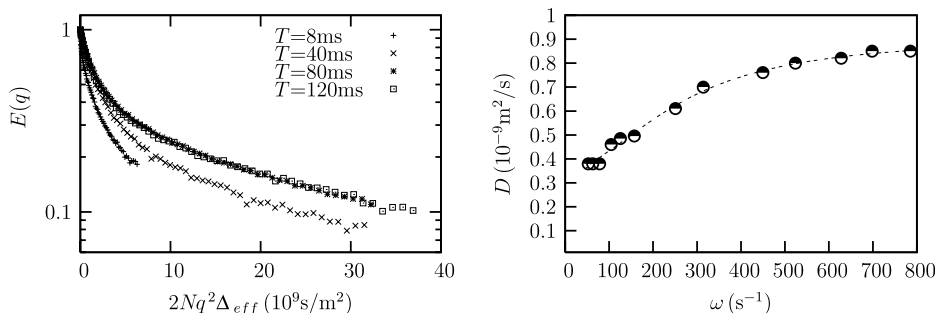 1
0.1
E(q)
0
10
20
30
40
2Nq²Δeff (10⁹s/m²)
T=8ms
T=40ms
T=80ms
T=120ms
1
0.9
0.8
0.7
0.6
0.5
0.4
0.3
0.2
0.1
D (10⁻⁹m²/s)
0 100 200 300 400 500 600 700 800
ω (s⁻¹)